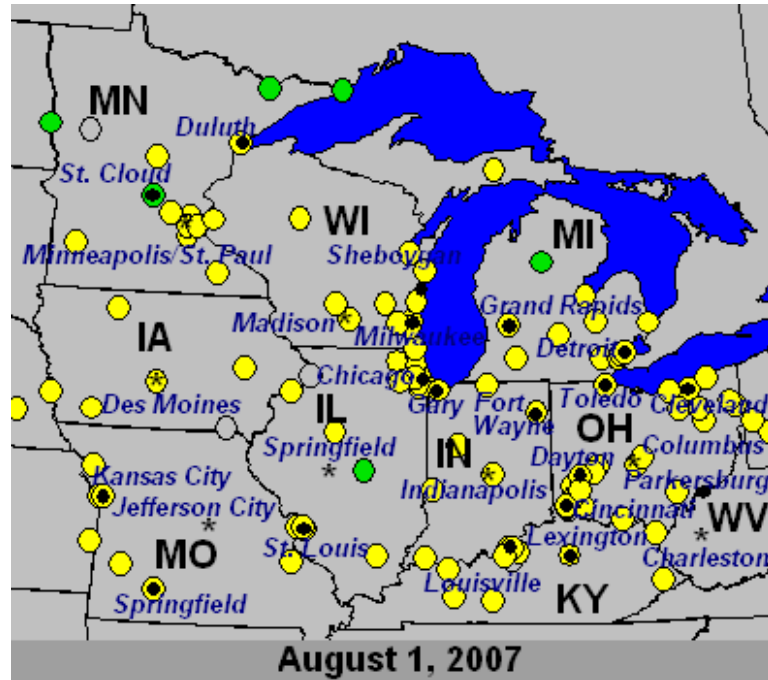 MN
Duluth
St. Cloud
WI
MI
Minneapolis/St. Paul
Sheboygan
Grand Rapids
Madison
Milwaukee
IA
Detroit
Chicago
Des Moines
IL
Gary
Fort
Wayne
Toledo
Cleveland
OH
Springfield
IN
Columbus
Dayton
Kansas City
Indianapolis
Parkersburg
Jefferson City
Cincinnati
WV
MO
St. Louis
Lexington
Charleston
Louisville
Springfield
KY
August 1, 2007